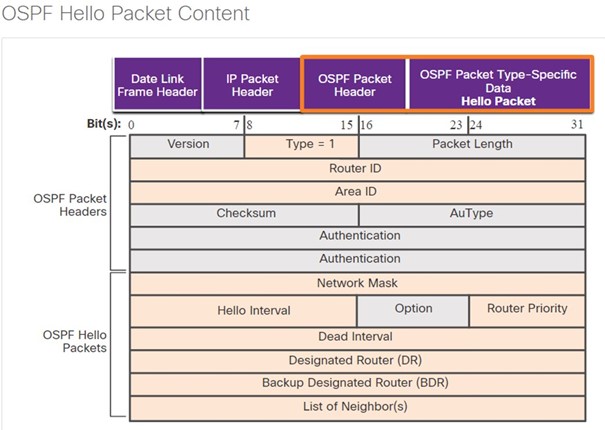 OSPF Hello Packet Content
Date Link
Frame Header
IP Packet
Header
OSPF Packet
Header
OSPF Packet Type-Specific
Data
Hello Packet
Bit(s): 0 7 8 15 16 23 24 31
Version Type = 1 Packet Length
Router ID
Area ID
OSPF Packet
Headers
Checksum AuType
Authentication
Authentication
Network Mask
Hello Interval Option Router Priority
OSPF Hello
Packets
Dead Interval
Designated Router (DR)
Backup Designated Router (BDR)
List of Neighbor(s)